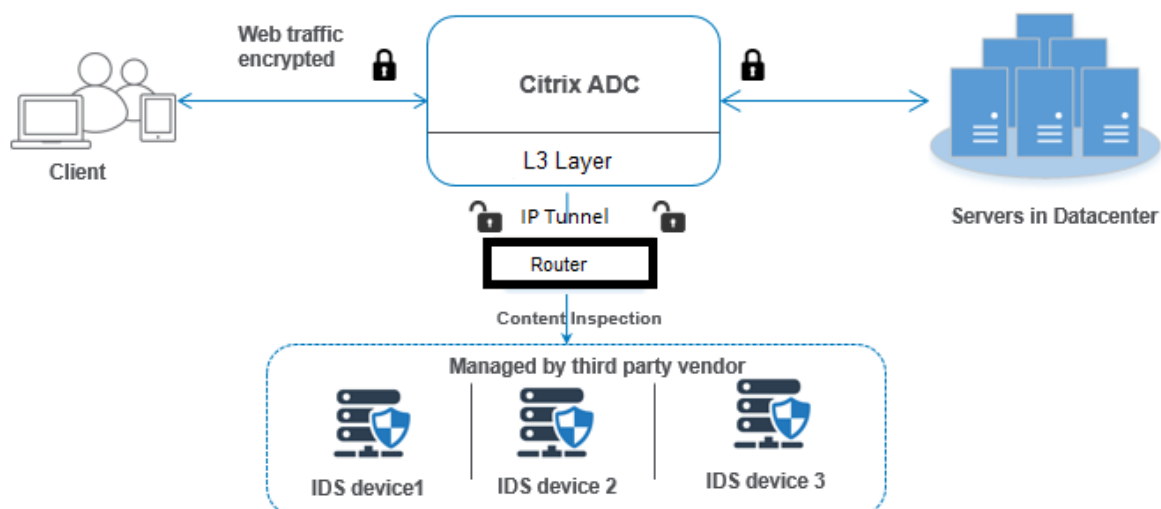 Web traffic
encrypted
Citrix ADC
L3 Layer
Client
Servers in Datacenter
IP Tunnel
Router
Content Inspection
Managed by third party vendor
IDS device1
IDS device 2
IDS device 3